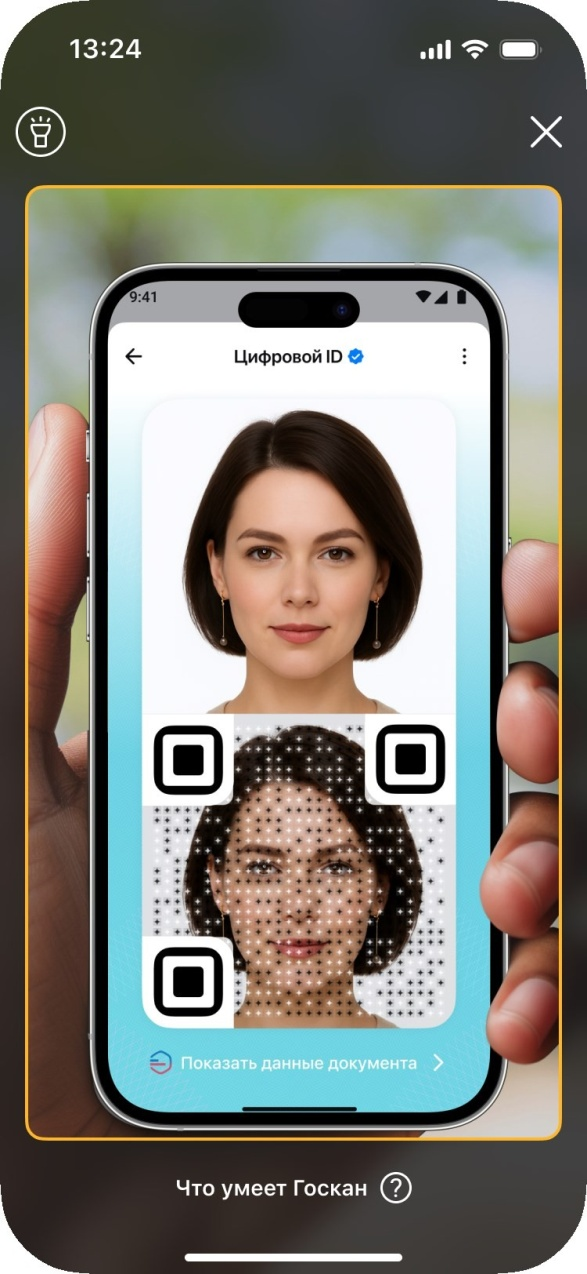 13:24
9:41
Цифровой ID
Показать данные документа
Что умеет Госкан
?